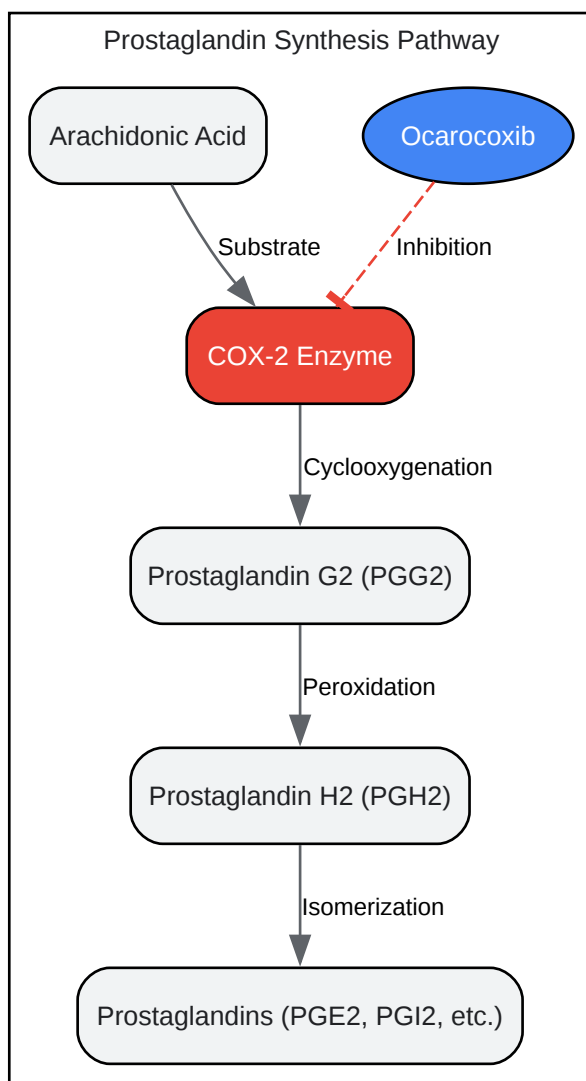 Prostaglandin Synthesis Pathway
Arachidonic Acid
Ocarocoxib
Substrate
Inhibition
COX-2 Enzyme
Cyclooxygenation
Prostaglandin G2 (PGG2)
Peroxidation
Prostaglandin H2 (PGH2)
Isomerization
Prostaglandins (PGE2, PGI2, etc.)